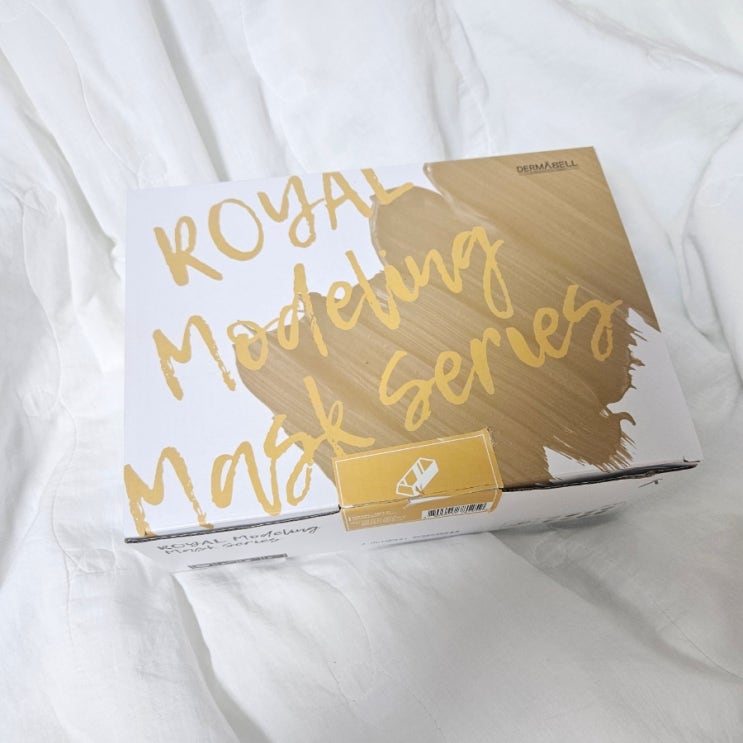 DERMABELL
ROYAL
Modeling
Mask Series
ROYAL Modeling
Mask Series